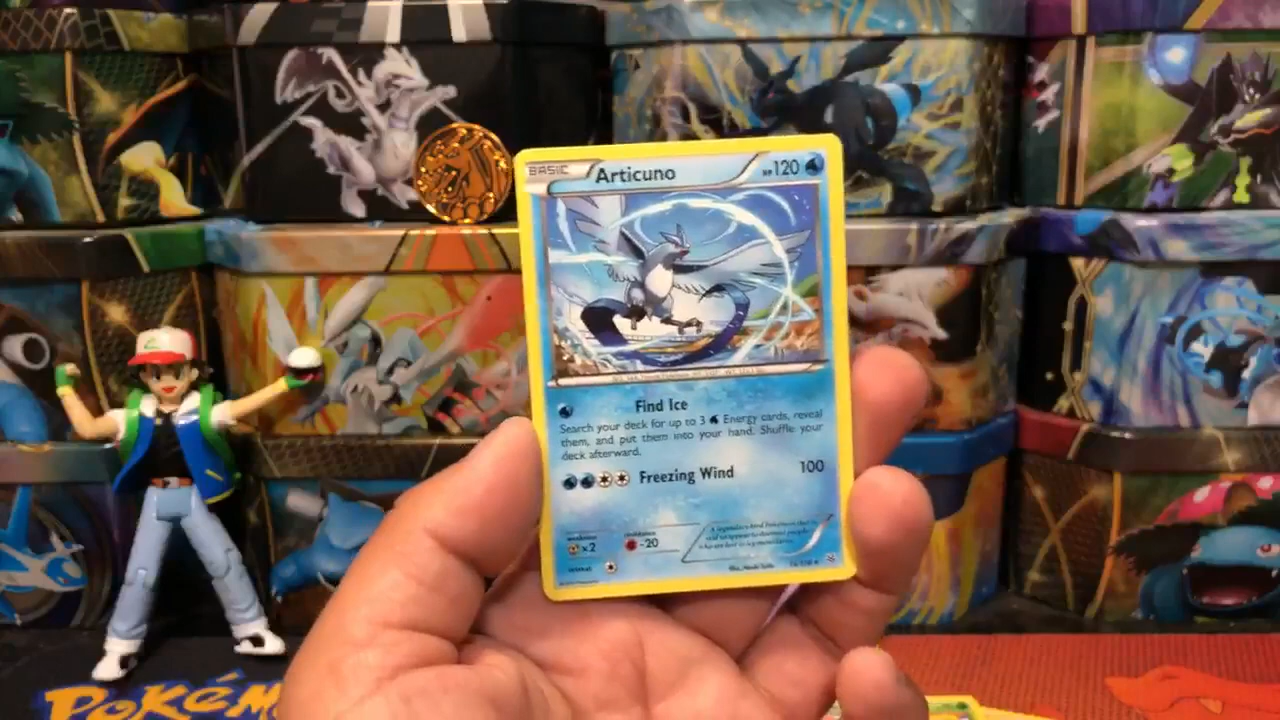 BASIC Articuno HP120
Find Ice
Search your deck for up to 3 Energy cards, reveal
them, and put them into your hand. Shuffle your
deck afterward.
Freezing Wind 100
weakness resistance
×2 -20
retreat
POKÉM